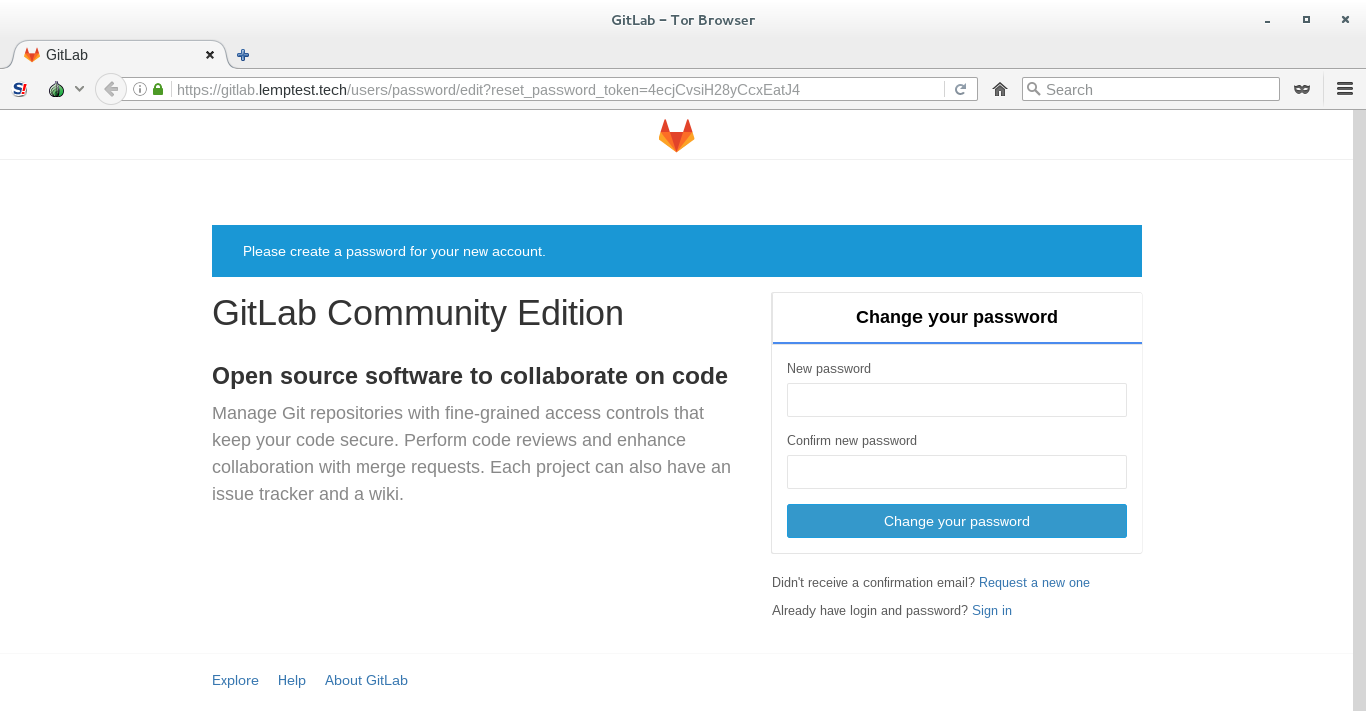 GitLab – Tor Browser
GitLab
https://gitlab.lemptest.tech/users/password/edit?reset_password_token=4ecjCvsiH28yCcxEatJ4
Search
Please create a password for your new account.
GitLab Community Edition
Open source software to collaborate on code
Manage Git repositories with fine-grained access controls that
keep your code secure. Perform code reviews and enhance
collaboration with merge requests. Each project can also have an
issue tracker and a wiki.
Change your password
New password
Confirm new password
Change your password
Didn't receive a confirmation email? Request a new one
Already have login and password? Sign in
Explore Help About GitLab